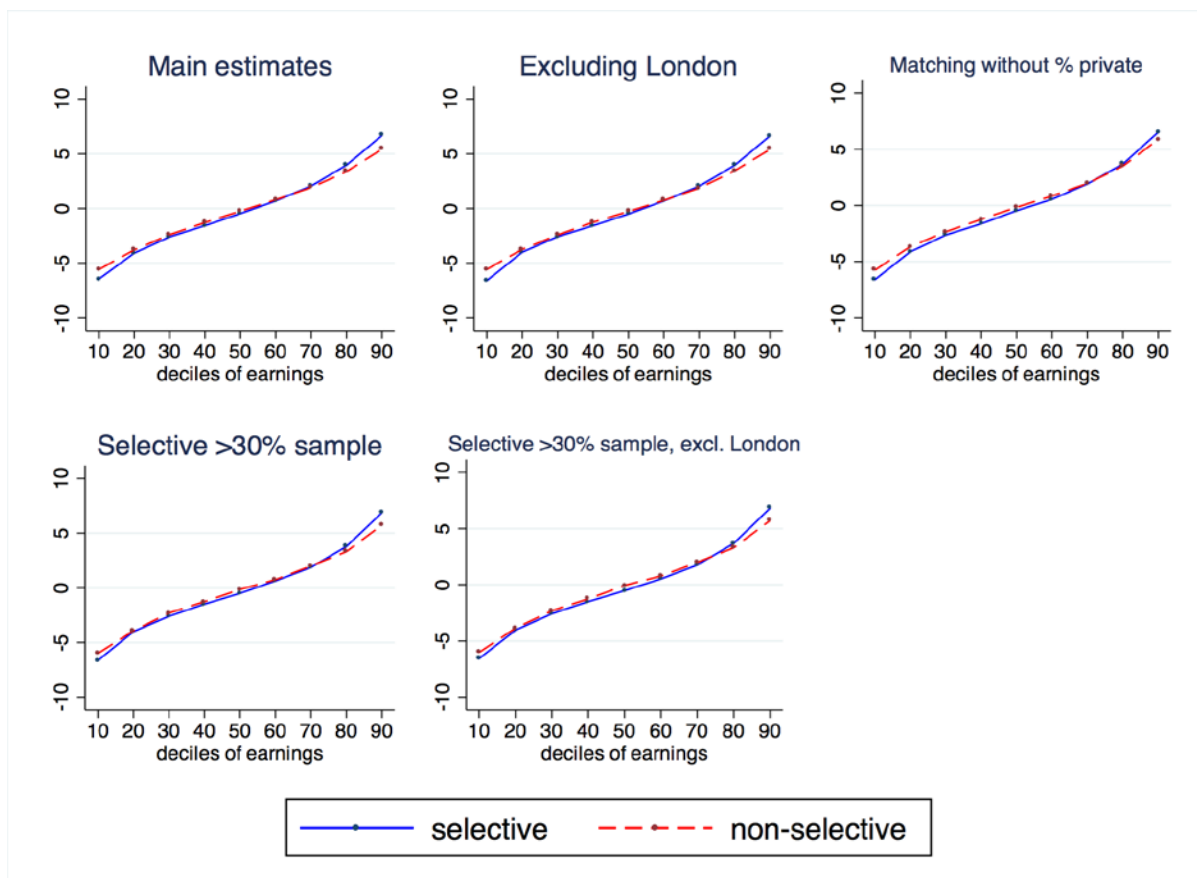 Main estimates
10
5
0
-5
-10
10 20 30 40 50 60 70 80 90
deciles of earnings
Excluding London
10
5
0
-5
-10
10 20 30 40 50 60 70 80 90
deciles of earnings
Matching without % private
10
5
0
-5
-10
10 20 30 40 50 60 70 80 90
deciles of earnings
Selective >30% sample
10
5
0
-5
-10
10 20 30 40 50 60 70 80 90
deciles of earnings
Selective >30% sample, excl. London
10
5
0
-5
-10
10 20 30 40 50 60 70 80 90
deciles of earnings
selective
non-selective